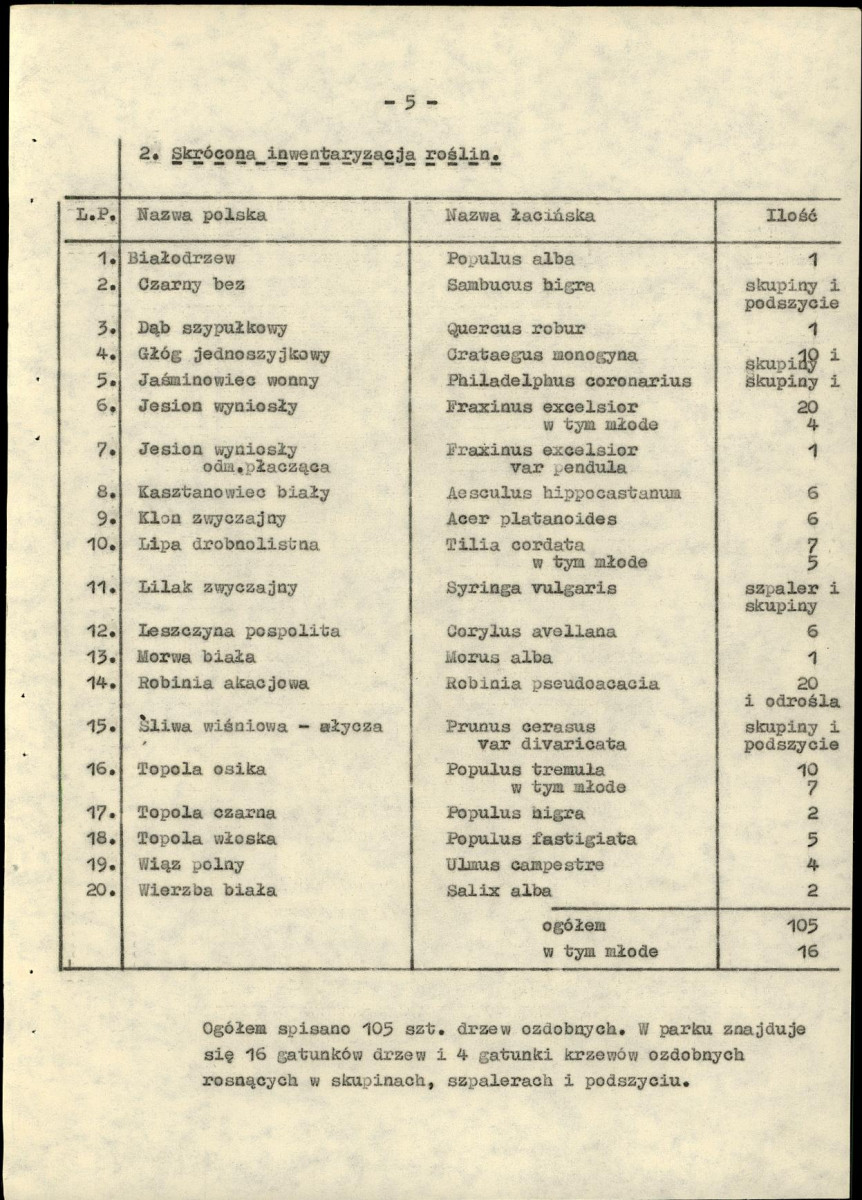 - 5 -
2. Skrócona inwentaryzacja roślin.
L.P. Nazwa polska Nazwa łacińska Ilość
1. Białodrzew Populus alba 1
2. Czarny bez Sambucus higra skupiny i
podszycie
3. Dąb szypułkowy Quercus robur 1
4. Głóg jednoszyjkowy Crataegus monogyna 10 i
skupiny
5. Jaśminowiec wonny Philadelphus coronarius skupiny i
6. Jesion wyniosły Fraxinus excelsior 20
w tym młode 4
7. Jesion wyniosły Fraxinus excelsior 1
odm.płacząca var pendula
8. Kasztanowiec biały Aesculus hippocastanum 6
9. Klon zwyczajny Acer platanoides 6
10. Lipa drobnolistna Tilia cordata 7
w tym młode 5
11. Lilak zwyczajny Syringa vulgaris szpaler i
skupiny
12. Leszczyna pospolita Corylus avellana 6
13. Morwa biała Morus alba 1
14. Robinia akacjowa Robinia pseudoacacia 20
i odrośla
15. Śliwa wiśniowa - ałycza Prunus cerasus skupiny i
var divaricata podszycie
16. Topola osika Populus tremula 10
w tym młode 7
17. Topola czarna Populus nigra 2
18. Topola włoska Populus fastigiata 5
19. Wiąz polny Ulmus campestre 4
20. Wierzba biała Salix alba 2
ogółem 105
w tym młode 16
Ogółem spisano 105 szt. drzew ozdobnych. W parku znajduje
się 16 gatunków drzew i 4 gatunki krzewów ozdobnych
rosnących w skupinach, szpalerach i podszyciu.